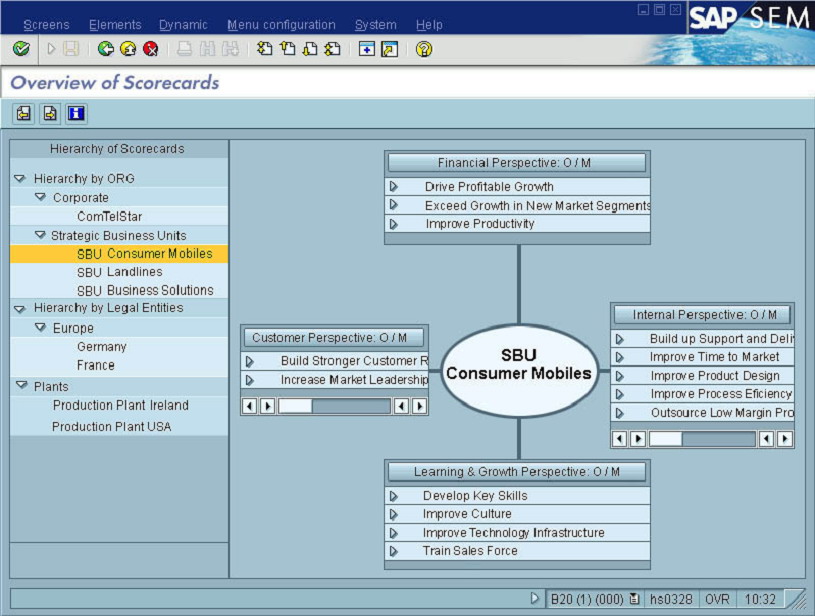 Screens Elements Dynamic Menu configuration System Help
SAP SEM
Overview of Scorecards
Hierarchy of Scorecards
Hierarchy by ORG
Corporate
ComTelStar
Strategic Business Units
SBU Consumer Mobiles
SBU Landlines
SBU Business Solutions
Hierarchy by Legal Entities
Europe
Germany
France
Plants
Production Plant Ireland
Production Plant USA
Financial Perspective: O / M
Drive Profitable Growth
Exceed Growth in New Market Segments
Improve Productivity
Customer Perspective: O / M
Build Stronger Customer R
Increase Market Leadership
SBU
Consumer Mobiles
Internal Perspective: O / M
Build up Support and Deli
Improve Time to Market
Improve Product Design
Improve Process Eficiency
Outsource Low Margin Pro
Learning & Growth Perspective: O / M
Develop Key Skills
Improve Culture
Improve Technology Infrastructure
Train Sales Force
B20 (1) (000) hs0328 OVR 10:32